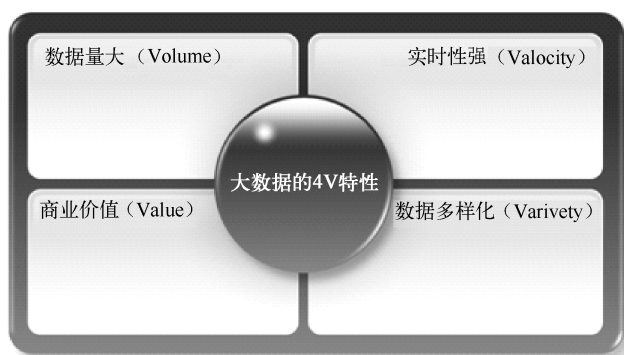 数据量大（Volume）
实时性强（Valocity）
大数据的4V特性
商业价值（Value）
数据多样化（Varivety）